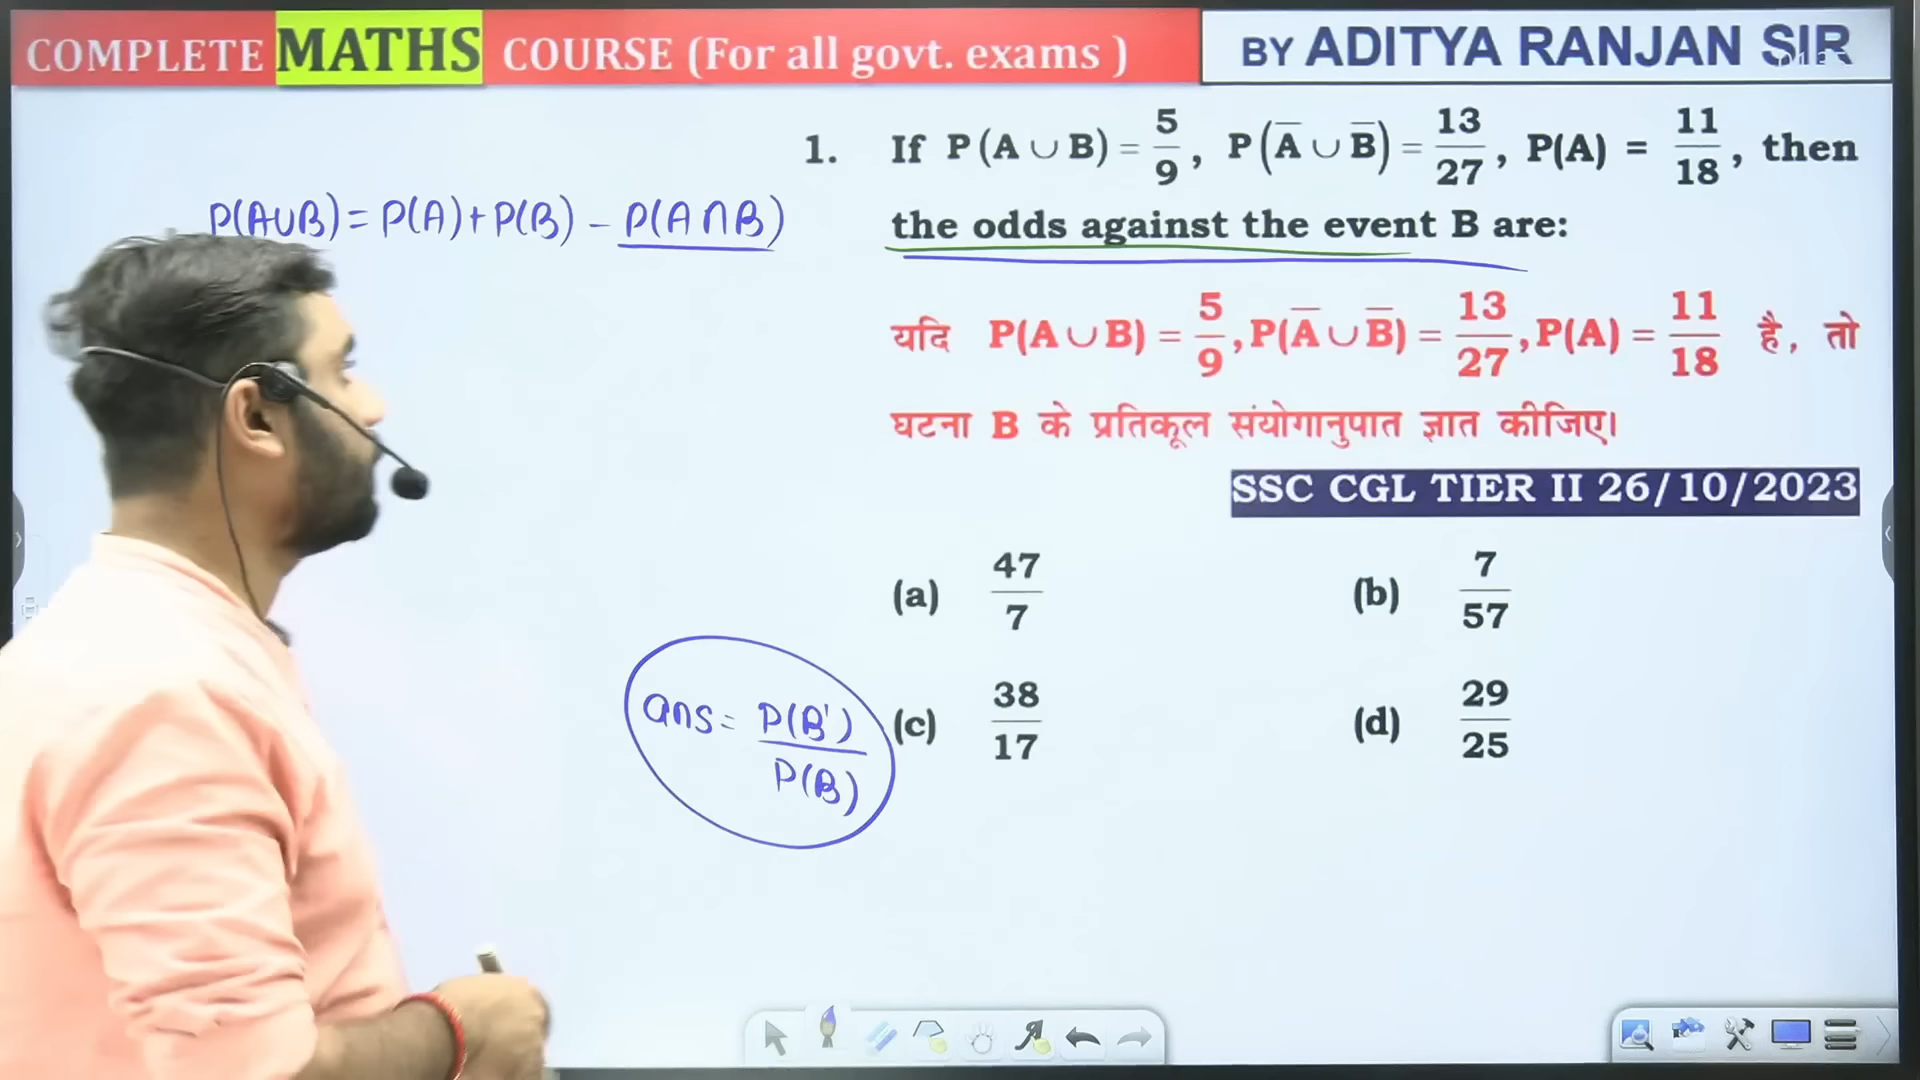 COMPLETE MATHS COURSE (For all govt. exams )
BY ADITYA RANJAN SIR
1. If P(A ∪ B) = 5/9, P(A̅ ∪ B̅) = 13/27, P(A) = 11/18, then
the odds against the event B are:
P(A∪B) = P(A) + P(B) - P(A∩B)
यदि P(A ∪ B) = 5/9, P(A̅ ∪ B̅) = 13/27, P(A) = 11/18 है, तो
घटना B के प्रतिकूल संयोगानुपात ज्ञात कीजिए।
SSC CGL TIER II 26/10/2023
(a) 47/7 (b) 7/57
(c) 38/17 (d) 29/25
ans = P(B')/P(B)